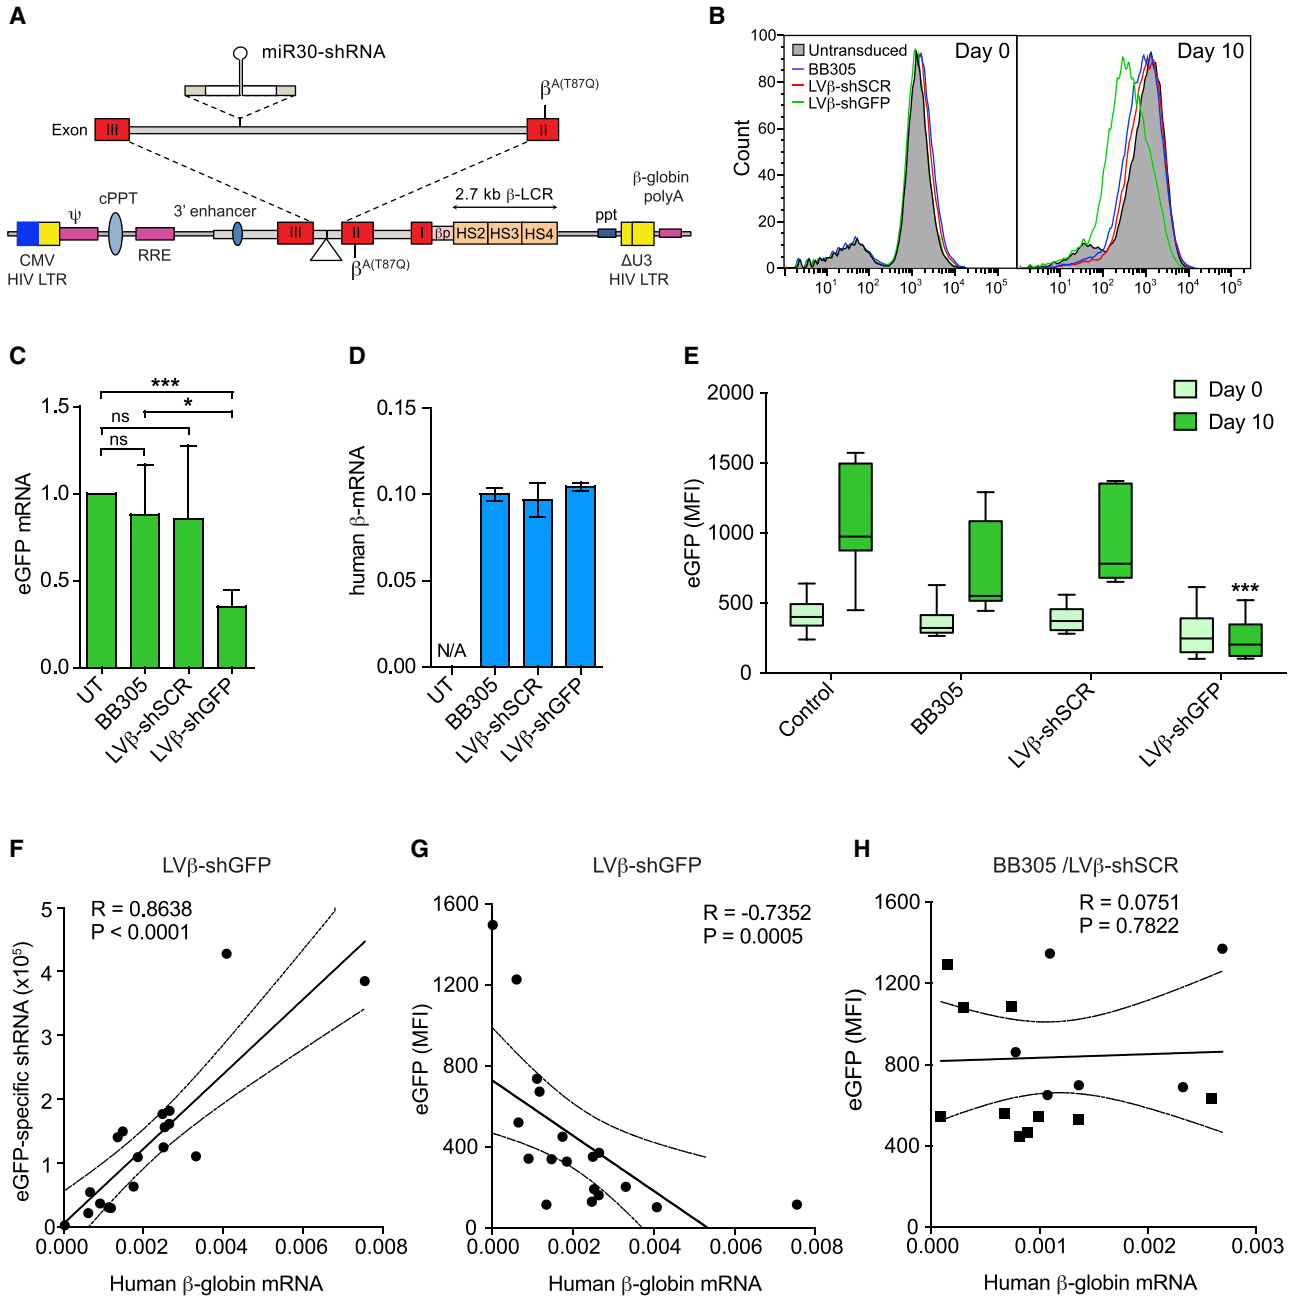 A
miR30-shRNA
β^A(T87Q)
Exon
III
II
2.7 kb β-LCR
β-globin
polyA
cPPT
ψ
3' enhancer
ppt
III
II
I
βp
HS2
HS3
HS4
CMV
HIV LTR
RRE
β^A(T87Q)
ΔU3
HIV LTR
B
Untransduced
BB305
LVβ-shSCR
LVβ-shGFP
Day 0
Day 10
Count
100
80
60
40
20
0
10^1 10^2 10^3 10^4 10^5
10^1 10^2 10^3 10^4 10^5
C
***
*
ns
ns
eGFP mRNA
1.5
1.0
0.5
0.0
UT
BB305
LVβ-shSCR
LVβ-shGFP
D
human β-mRNA
0.15
0.10
0.05
0.00
N/A
UT
BB305
LVβ-shSCR
LVβ-shGFP
E
Day 0
Day 10
eGFP (MFI)
2000
1500
1000
500
0
***
Control
BB305
LVβ-shSCR
LVβ-shGFP
F
LVβ-shGFP
R = 0.8638
P < 0.0001
eGFP-specific shRNA (x10^5)
5
4
3
2
1
0
0.000 0.002 0.004 0.006 0.008
Human β-globin mRNA
G
LVβ-shGFP
R = -0.7352
P = 0.0005
eGFP (MFI)
1600
1200
800
400
0
0.000 0.002 0.004 0.006 0.008
Human β-globin mRNA
H
BB305 /LVβ-shSCR
R = 0.0751
P = 0.7822
eGFP (MFI)
1600
1200
800
400
0
0.000 0.001 0.002 0.003
Human β-globin mRNA